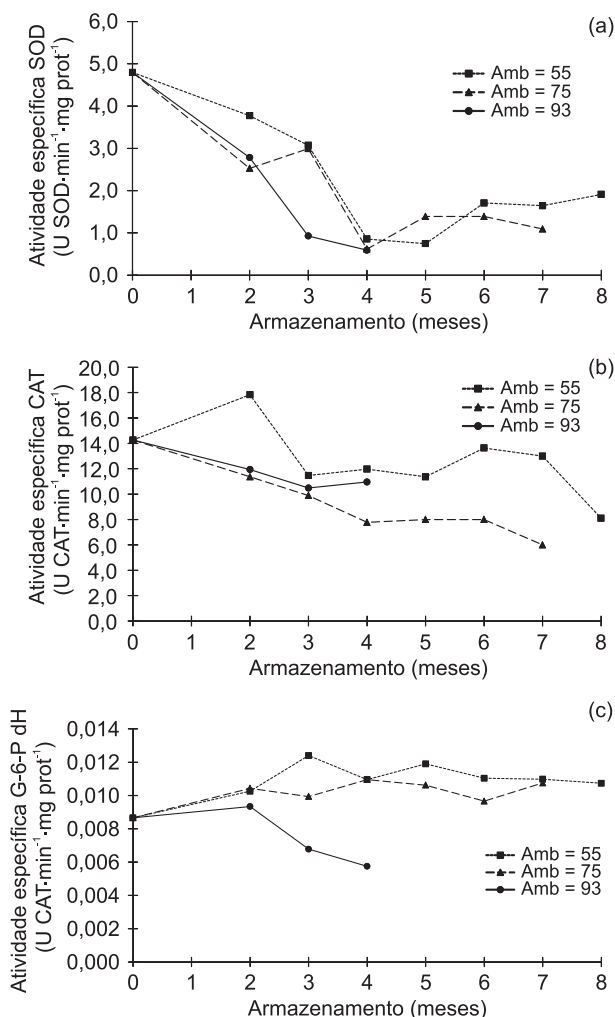 (a)
Atividade específica SOD
(U SOD·min⁻¹·mg prot⁻¹)
6,0
5,0
4,0
3,0
2,0
1,0
0,0
Amb = 55
Amb = 75
Amb = 93
0 1 2 3 4 5 6 7 8
Armazenamento (meses)
(b)
Atividade específica CAT
(U CAT·min⁻¹·mg prot⁻¹)
20,0
18,0
16,0
14,0
12,0
10,0
8,0
6,0
4,0
2,0
0,0
Amb = 55
Amb = 75
Amb = 93
0 1 2 3 4 5 6 7 8
Armazenamento (meses)
(c)
Atividade específica G-6-P dH
(U CAT·min⁻¹·mg prot⁻¹)
0,014
0,012
0,010
0,008
0,006
0,004
0,002
0,000
Amb = 55
Amb = 75
Amb = 93
0 1 2 3 4 5 6 7 8
Armazenamento (meses)